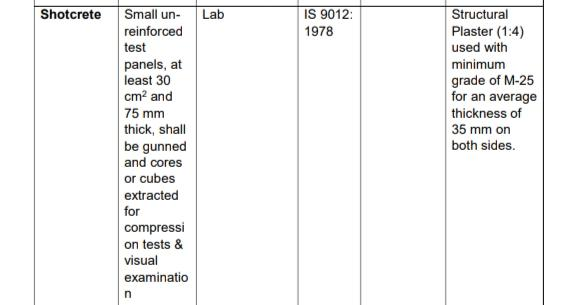 Shotcrete
Small un-
reinforced
test
panels, at
least 30
cm² and
75 mm
thick, shall
be gunned
and cores
or cubes
extracted
for
compressi
on tests &
visual
examinatio
n
Lab
IS 9012:
1978
Structural
Plaster (1:4)
used with
minimum
grade of M-25
for an average
thickness of
35 mm on
both sides.